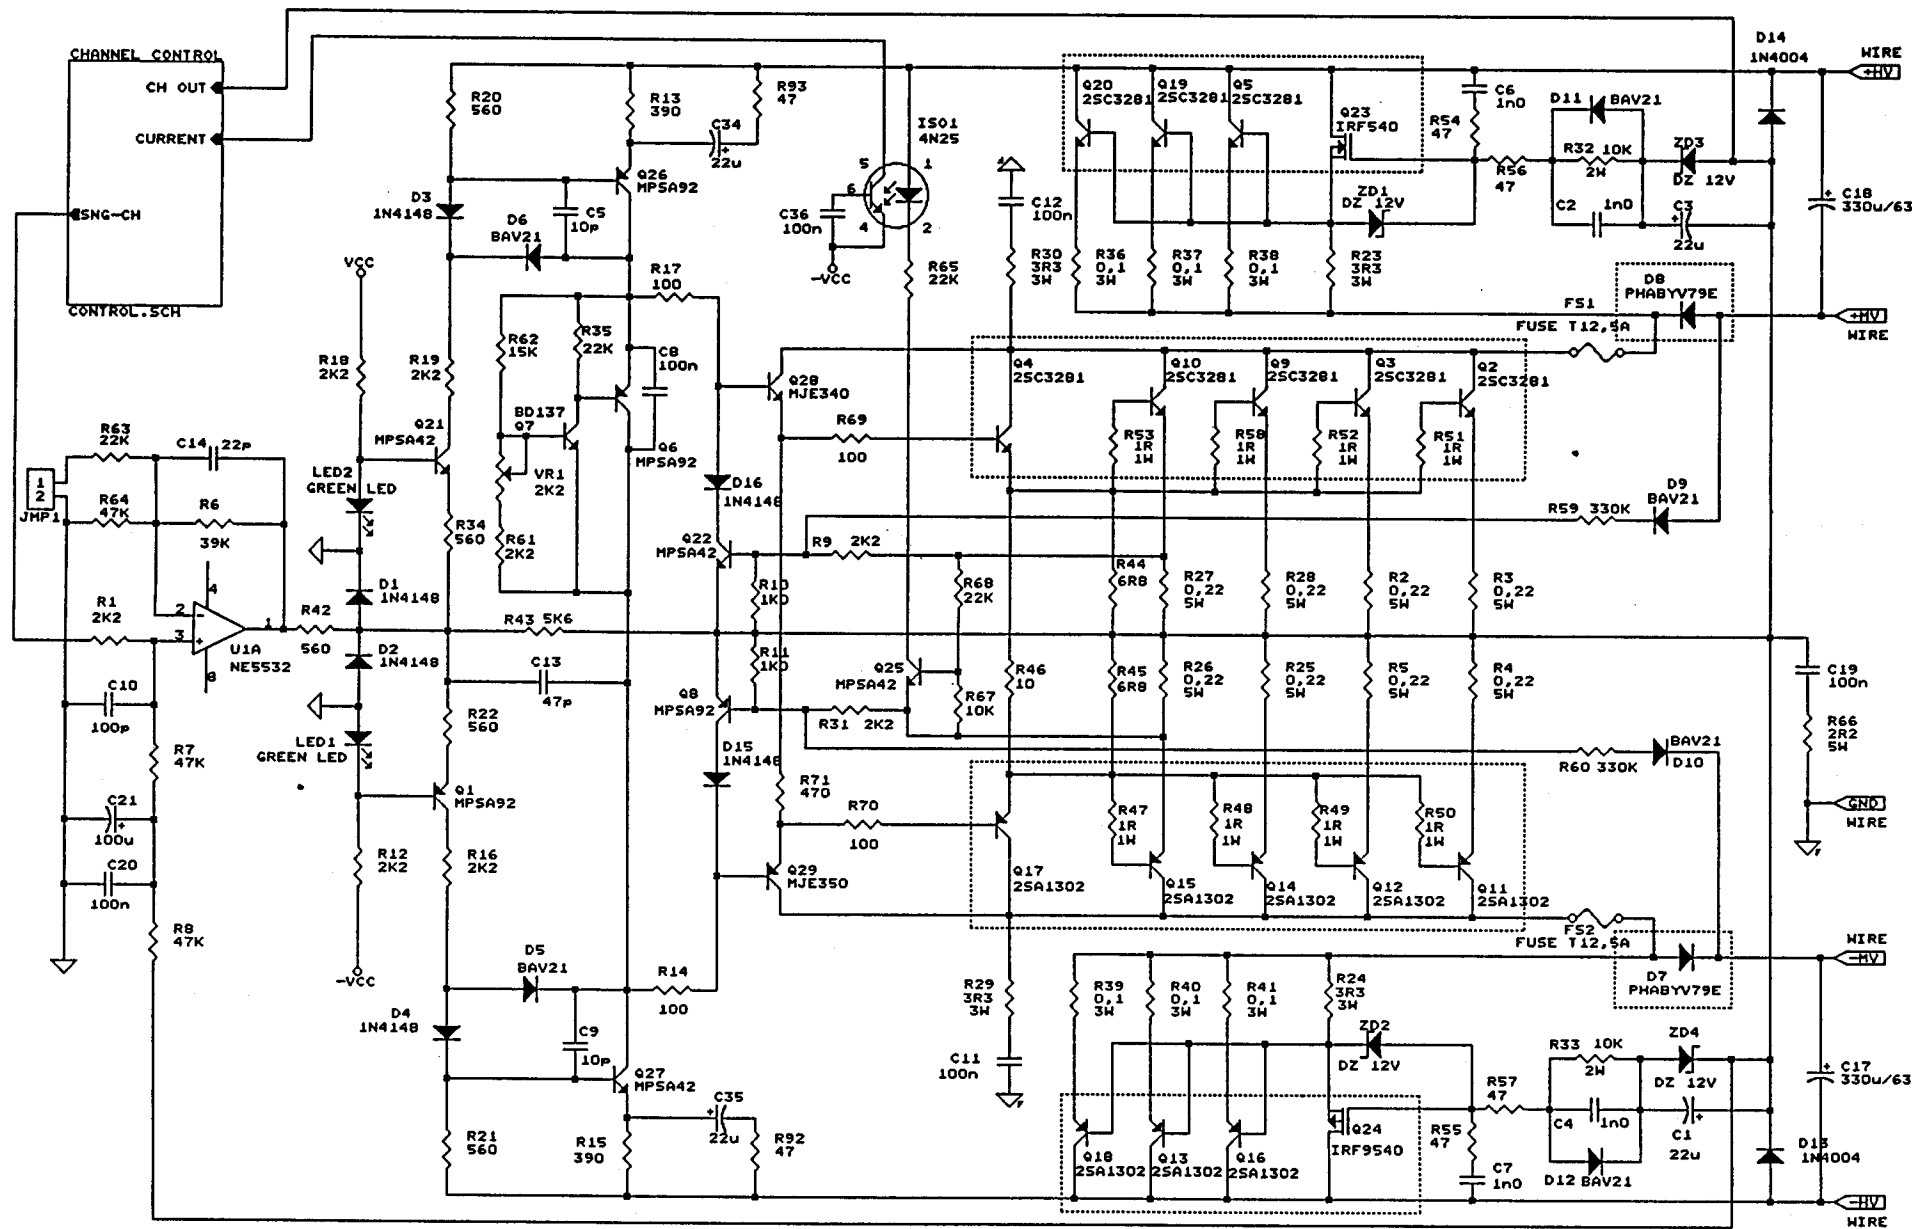 CHANNEL CONTROL
CH OUT
CURRENT
SNG-CH
CONTROL.SCH
R20
560
R13
390
R93
47
C34
22u
+
ISO1
4N25
5
1
6
4
2
Q26
MPSA92
D3
1N4148
D6
BAV21
C5
10p
C36
100n
-VCC
R65
22K
4
C12
100n
R30
3R3
3W
Q20
2SC3281
Q19
2SC3281
Q5
2SC3281
Q23
IRF540
ZD1
DZ 12V
R36
0,1
3W
R37
0,1
3W
R38
0,1
3W
R23
3R3
3W
C6
1n0
R54
47
R56
47
D11
BAV21
R32 10K
2W
C2
1n0
ZD3
DZ 12V
C3
22u
+
D14
1N4004
WIRE
+HV
C18
330u/63
+
D8
PHABYV79E
FS1
FUSE T12,5A
+MV
WIRE
VCC
R18
2K2
R19
2K2
R17
100
R62
15K
R35
22K
C8
100n
BD137
Q7
VR1
2K2
R61
2K2
Q6
MPSA92
Q21
MPSA42
R34
560
LED2
GREEN LED
R63
22K
C14
22p
R64
47K
R6
39K
JMP1
1
2
R1
2K2
4
2
-
3
+
1
8
U1A
NE5532
R42
560
D1
1N4148
D2
1N4148
R43 5K6
C13
47p
C10
100p
R7
47K
C21
100u
+
C20
100n
R8
47K
LED1
GREEN LED
R22
560
Q1
MPSA92
R12
2K2
R16
2K2
-VCC
Q28
MJE340
R69
100
D16
1N4148
Q22
MPSA42
R9
2K2
R10
1K0
R11
1K0
R68
22K
Q25
MPSA42
R67
10K
R31
2K2
Q8
MPSA92
D15
1N4148
R71
470
R70
100
Q29
MJE350
Q4
2SC3281
Q10
2SC3281
Q9
2SC3281
Q3
2SC3281
Q2
2SC3281
R53
1R
1W
R58
1R
1W
R52
1R
1W
R51
1R
1W
D9
BAV21
R59 330K
R44
6R8
R27
0,22
5W
R28
0,22
5W
R2
0,22
5W
R3
0,22
5W
R46
10
R45
6R8
R26
0,22
5W
R25
0,22
5W
R5
0,22
5W
R4
0,22
5W
C19
100n
R66
2R2
5W
GND
WIRE
BAV21
D10
R60 330K
R47
1R
1W
R48
1R
1W
R49
1R
1W
R50
1R
1W
Q17
2SA1302
Q15
2SA1302
Q14
2SA1302
Q12
2SA1302
Q11
2SA1302
FS2
FUSE T12,5A
D7
PHABYV79E
WIRE
-MV
D5
BAV21
R14
100
D4
1N4148
C9
10p
Q27
MPSA42
R21
560
R15
390
C35
22u
+
R92
47
R29
3R3
3W
C11
100n
R39
0,1
3W
R40
0,1
3W
R41
0,1
3W
R24
3R3
3W
ZD2
DZ 12V
Q18
2SA1302
Q13
2SA1302
Q16
2SA1302
Q24
IRF9540
R57
47
R55
47
C7
1n0
R33 10K
2W
C4
1n0
D12
BAV21
ZD4
DZ 12V
C1
22u
+
D13
1N4004
C17
330u/63
+
-HV
WIRE